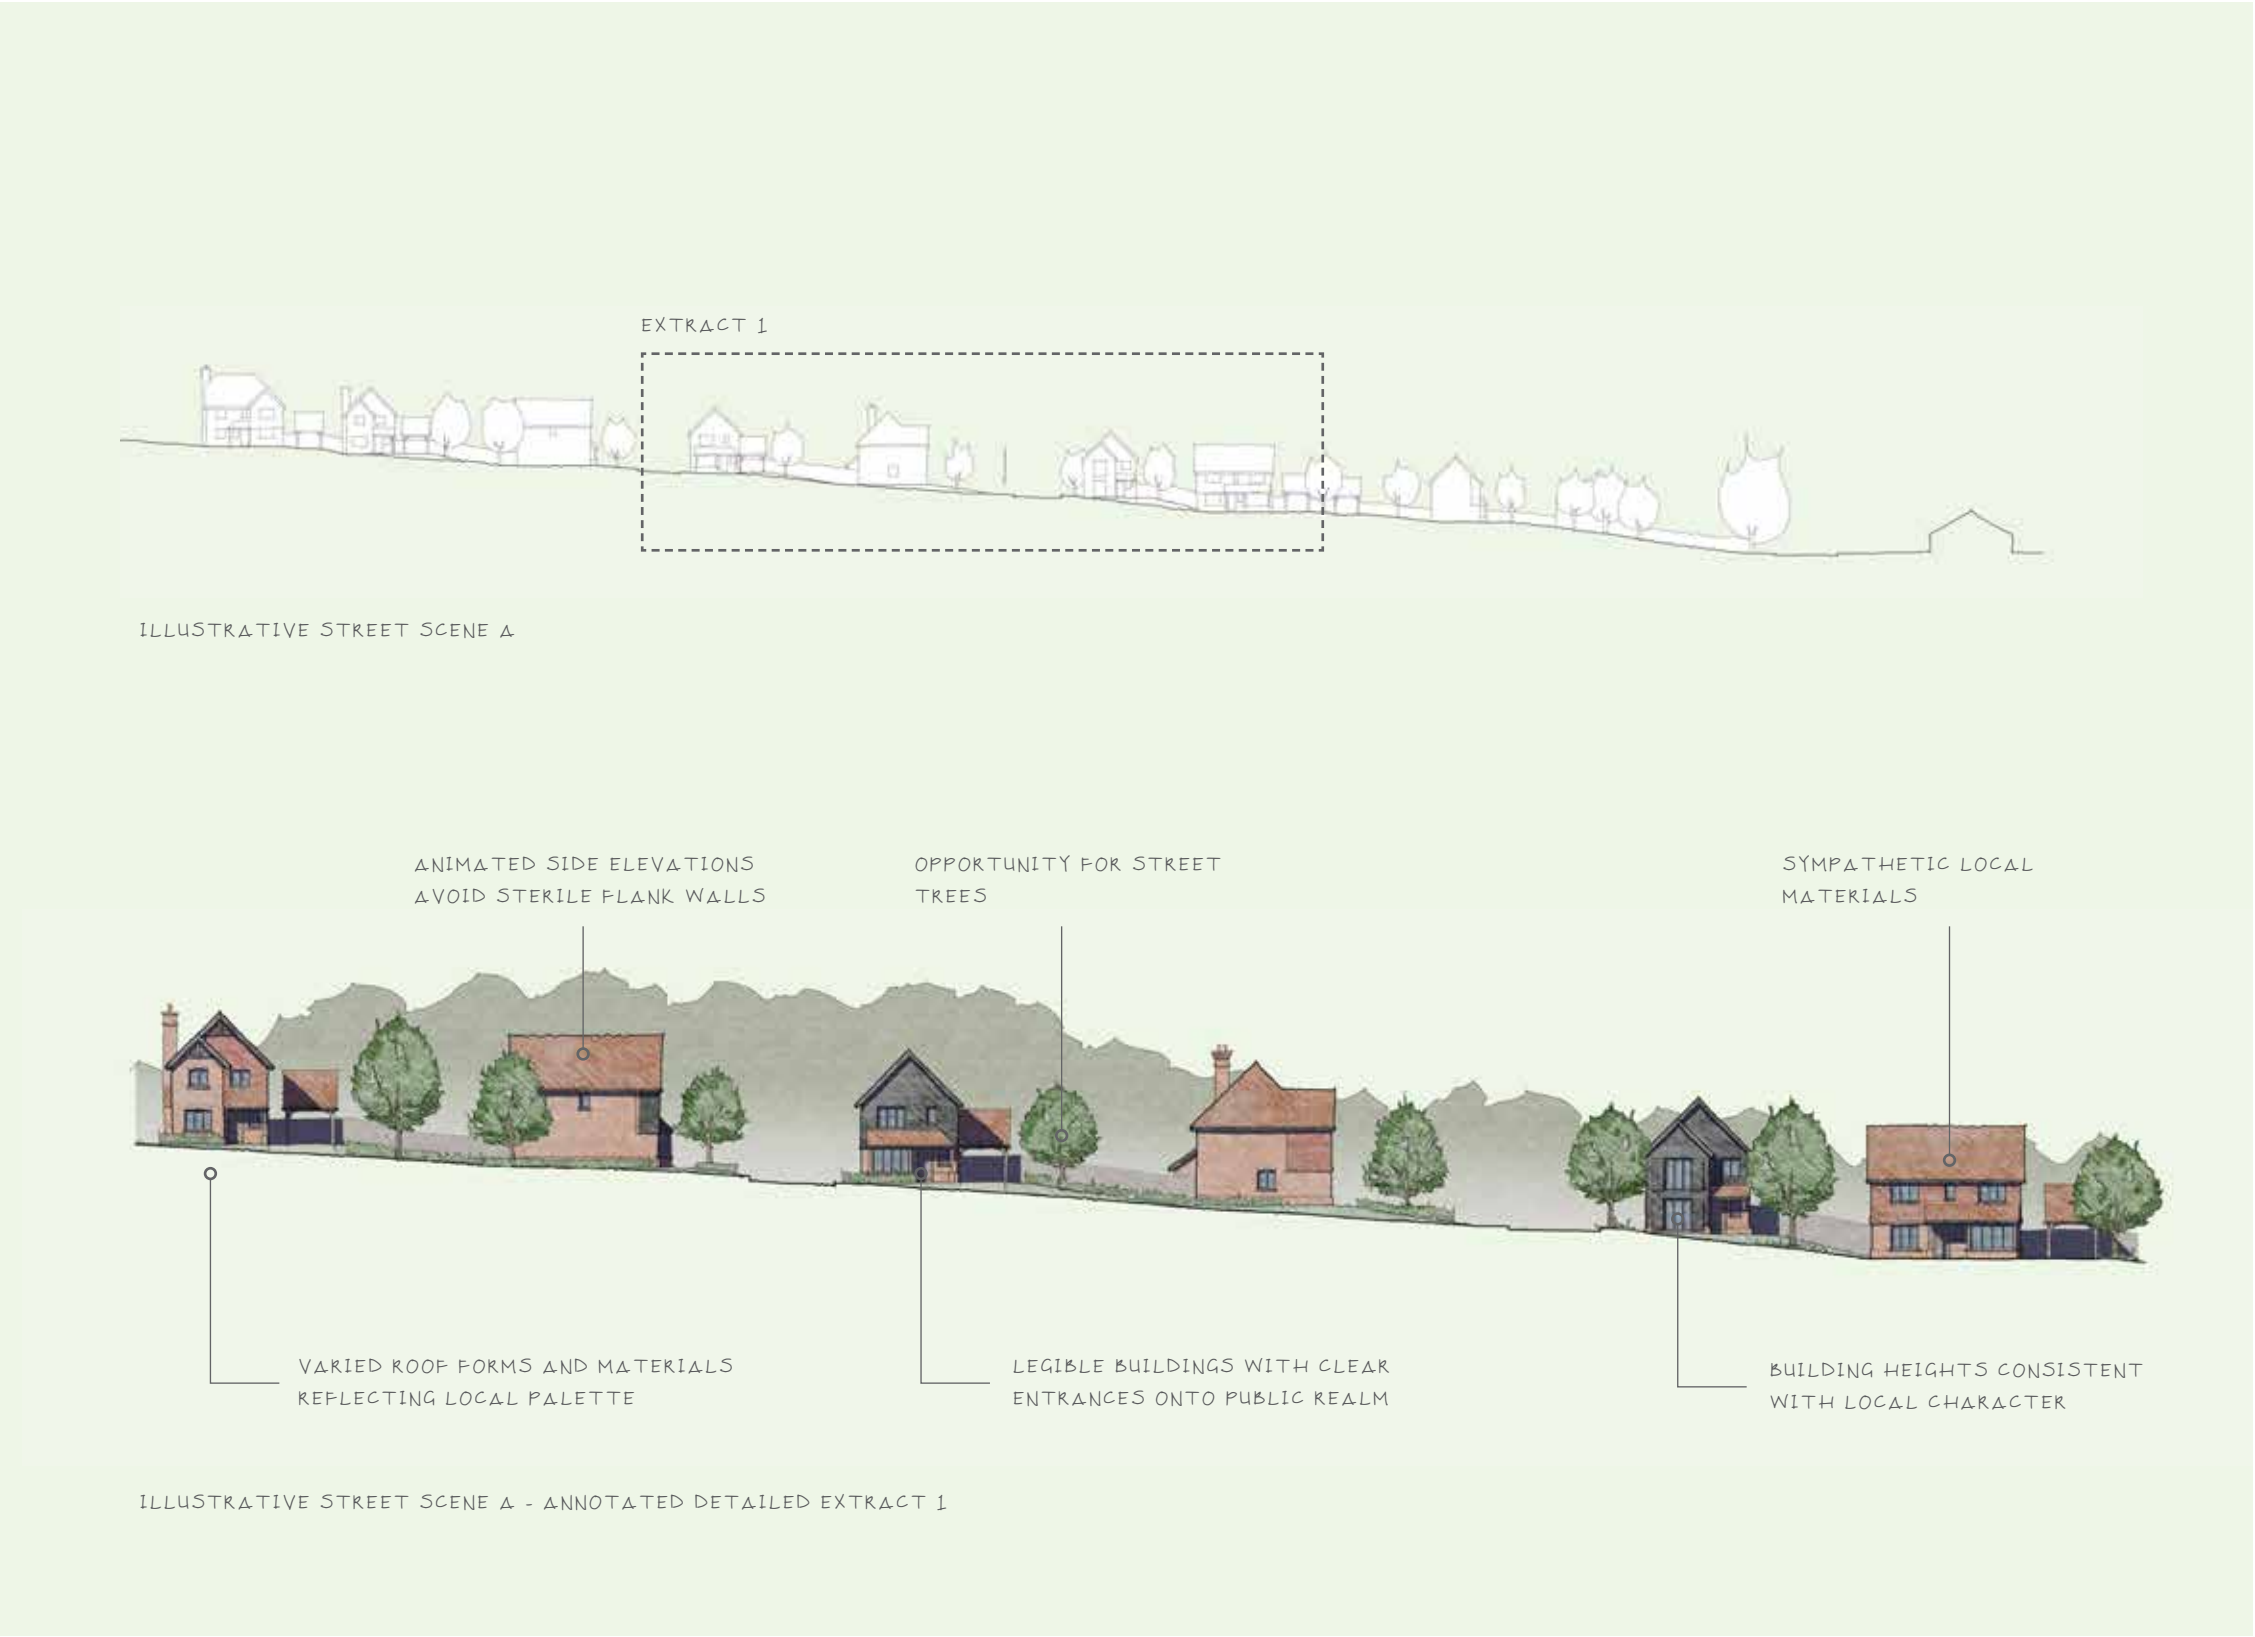 EXTRACT 1
ILLUSTRATIVE STREET SCENE A
ANIMATED SIDE ELEVATIONS
AVOID STERILE FLANK WALLS
OPPORTUNITY FOR STREET
TREES
SYMPATHETIC LOCAL
MATERIALS
VARIED ROOF FORMS AND MATERIALS
REFLECTING LOCAL PALETTE
LEGIBLE BUILDINGS WITH CLEAR
ENTRANCES ONTO PUBLIC REALM
BUILDING HEIGHTS CONSISTENT
WITH LOCAL CHARACTER
ILLUSTRATIVE STREET SCENE A - ANNOTATED DETAILED EXTRACT 1